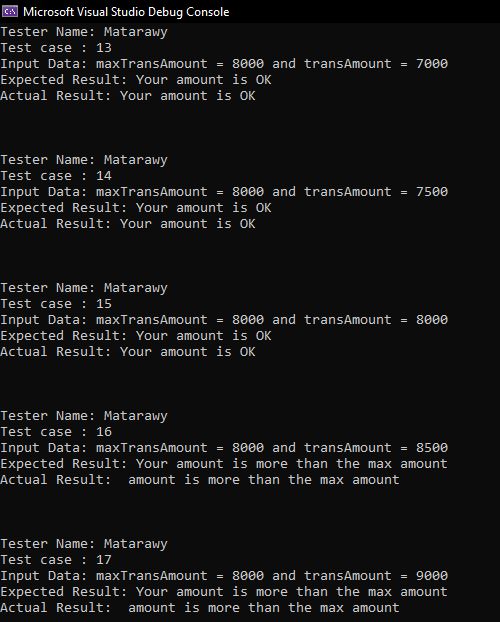 Microsoft Visual Studio Debug Console
Tester Name: Matarawy
Test case : 13
Input Data: maxTransAmount = 8000 and transAmount = 7000
Expected Result: Your amount is OK
Actual Result: Your amount is OK
Tester Name: Matarawy
Test case : 14
Input Data: maxTransAmount = 8000 and transAmount = 7500
Expected Result: Your amount is OK
Actual Result: Your amount is OK
Tester Name: Matarawy
Test case : 15
Input Data: maxTransAmount = 8000 and transAmount = 8000
Expected Result: Your amount is OK
Actual Result: Your amount is OK
Tester Name: Matarawy
Test case : 16
Input Data: maxTransAmount = 8000 and transAmount = 8500
Expected Result: Your amount is more than the max amount
Actual Result:  amount is more than the max amount
Tester Name: Matarawy
Test case : 17
Input Data: maxTransAmount = 8000 and transAmount = 9000
Expected Result: Your amount is more than the max amount
Actual Result:  amount is more than the max amount